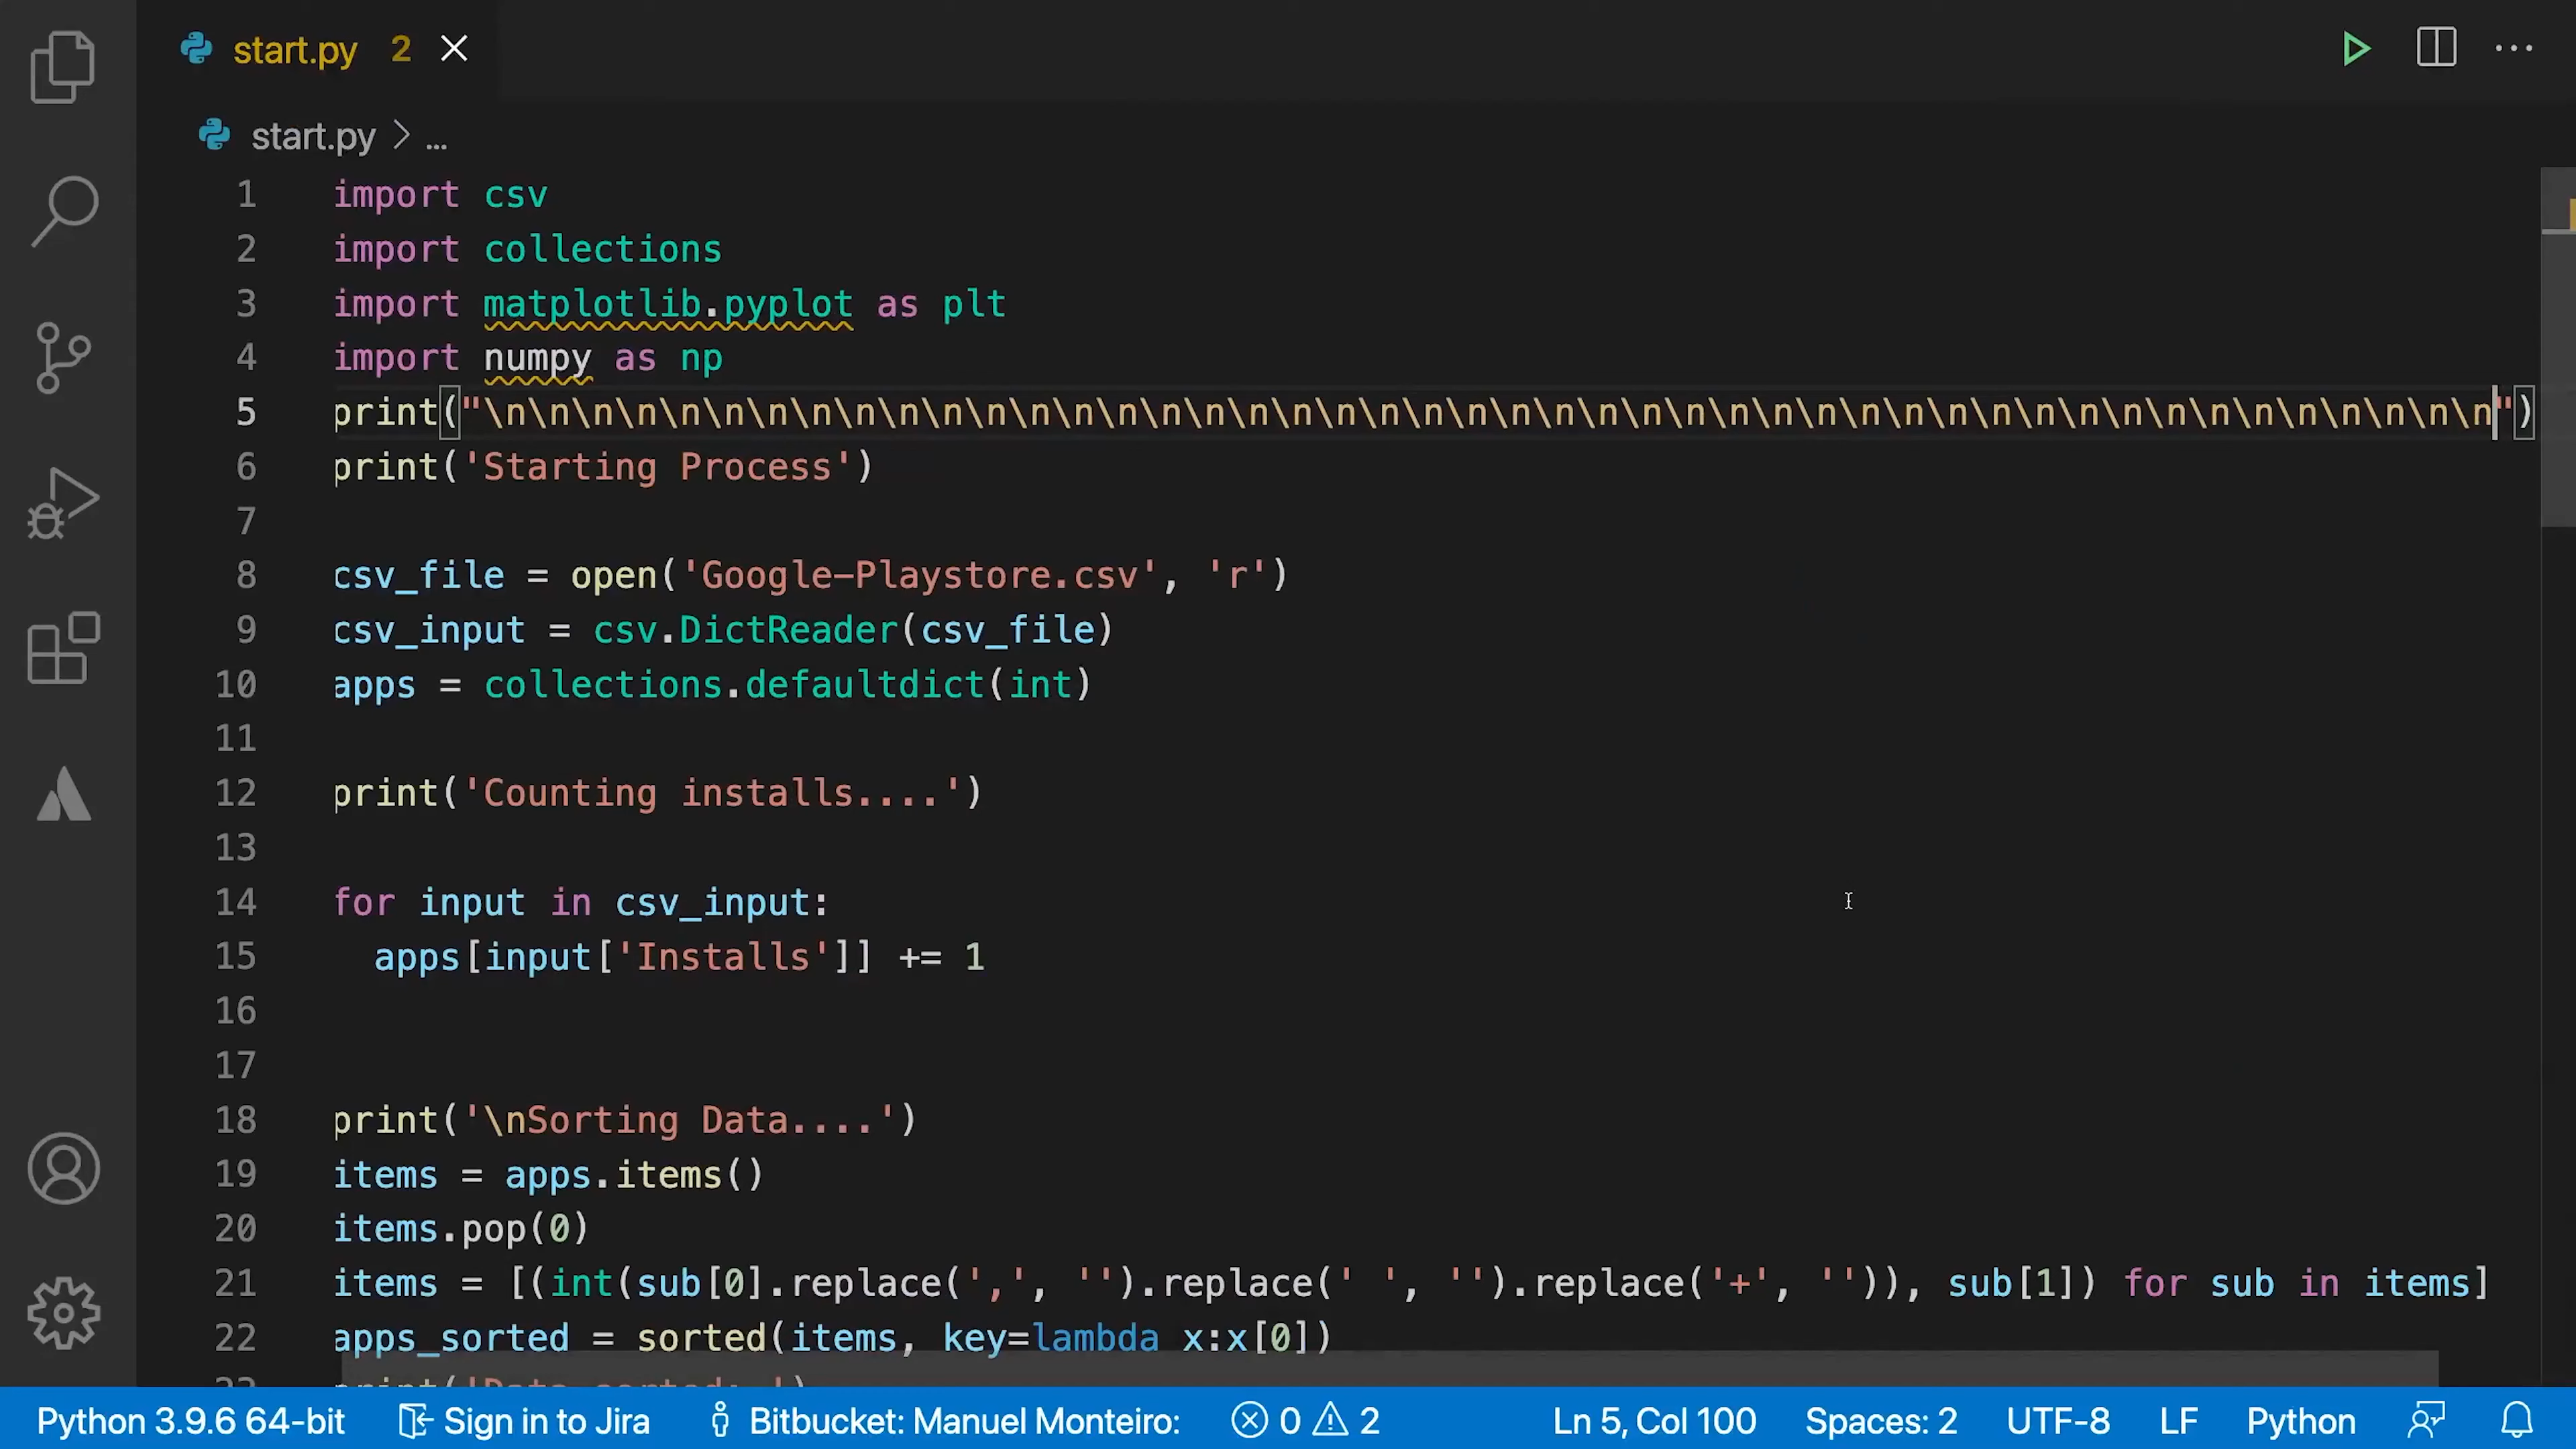 start.py 2
start.py > ...
1 import csv
2 import collections
3 import matplotlib.pyplot as plt
4 import numpy as np
5 print("\n\n\n\n\n\n\n\n\n\n\n\n\n\n\n\n\n\n\n\n\n\n\n\n\n\n\n\n\n\n\n\n\n\n\n\n\n\n\n\n\n\n\n\n\n\n")
6 print('Starting Process')
7
8 csv_file = open('Google-Playstore.csv', 'r')
9 csv_input = csv.DictReader(csv_file)
10 apps = collections.defaultdict(int)
11
12 print('Counting installs....')
13
14 for input in csv_input:
15   apps[input['Installs']] += 1
16
17
18 print('\nSorting Data....')
19 items = apps.items()
20 items.pop(0)
21 items = [(int(sub[0].replace(',', '').replace(' ', '').replace('+', '')), sub[1]) for sub in items]
22 apps_sorted = sorted(items, key=lambda x:x[0])
Python 3.9.6 64-bit Sign in to Jira Bitbucket: Manuel Monteiro: 0 2 Ln 5, Col 100 Spaces: 2 UTF-8 LF Python